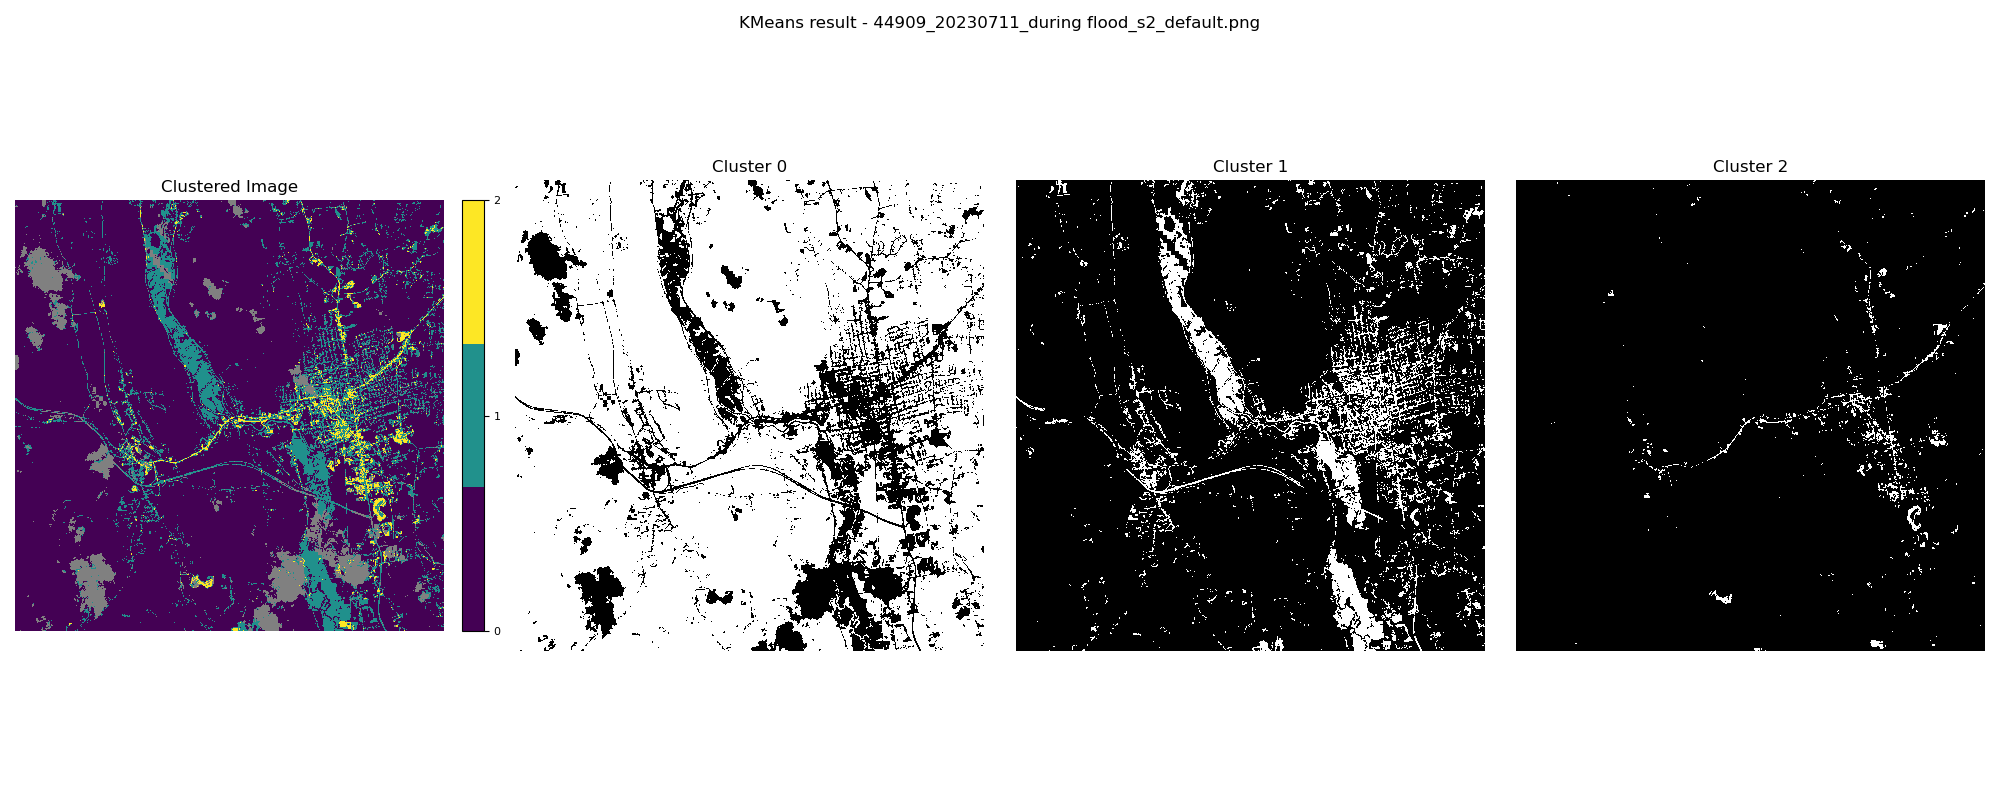 KMeans result - 44909_20230711_during flood_s2_default.png
Clustered Image
Cluster 0
Cluster 1
Cluster 2
2
1
0